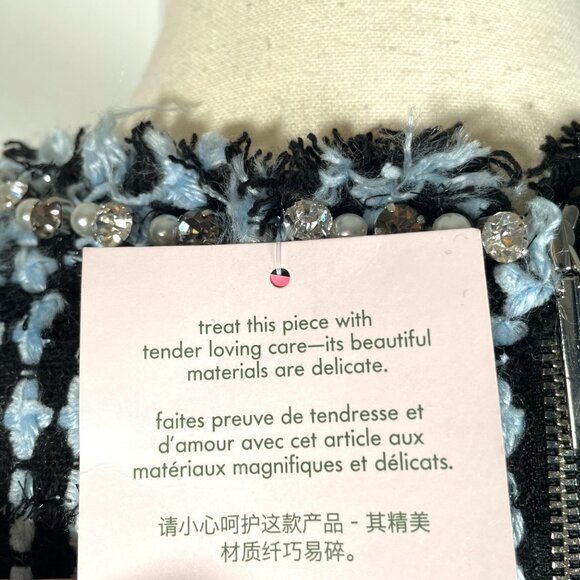 treat this piece with
tender loving care—its beautiful
materials are delicate.
faites preuve de tendresse et
d'amour avec cet article aux
matériaux magnifiques et délicats.
请小心呵护这款产品 - 其精美
材质纤巧易碎。